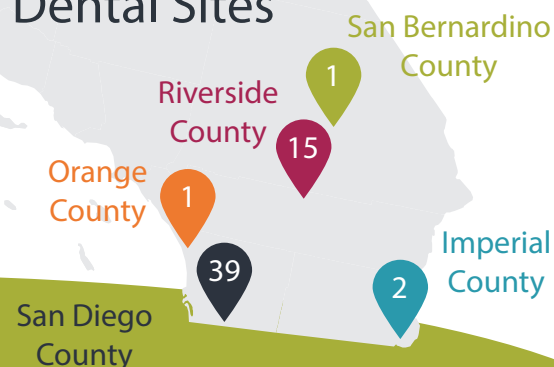 Dental Sites
San Bernardino
County
1
Riverside
County
15
Orange
County
1
39
Imperial
County
2
San Diego
County